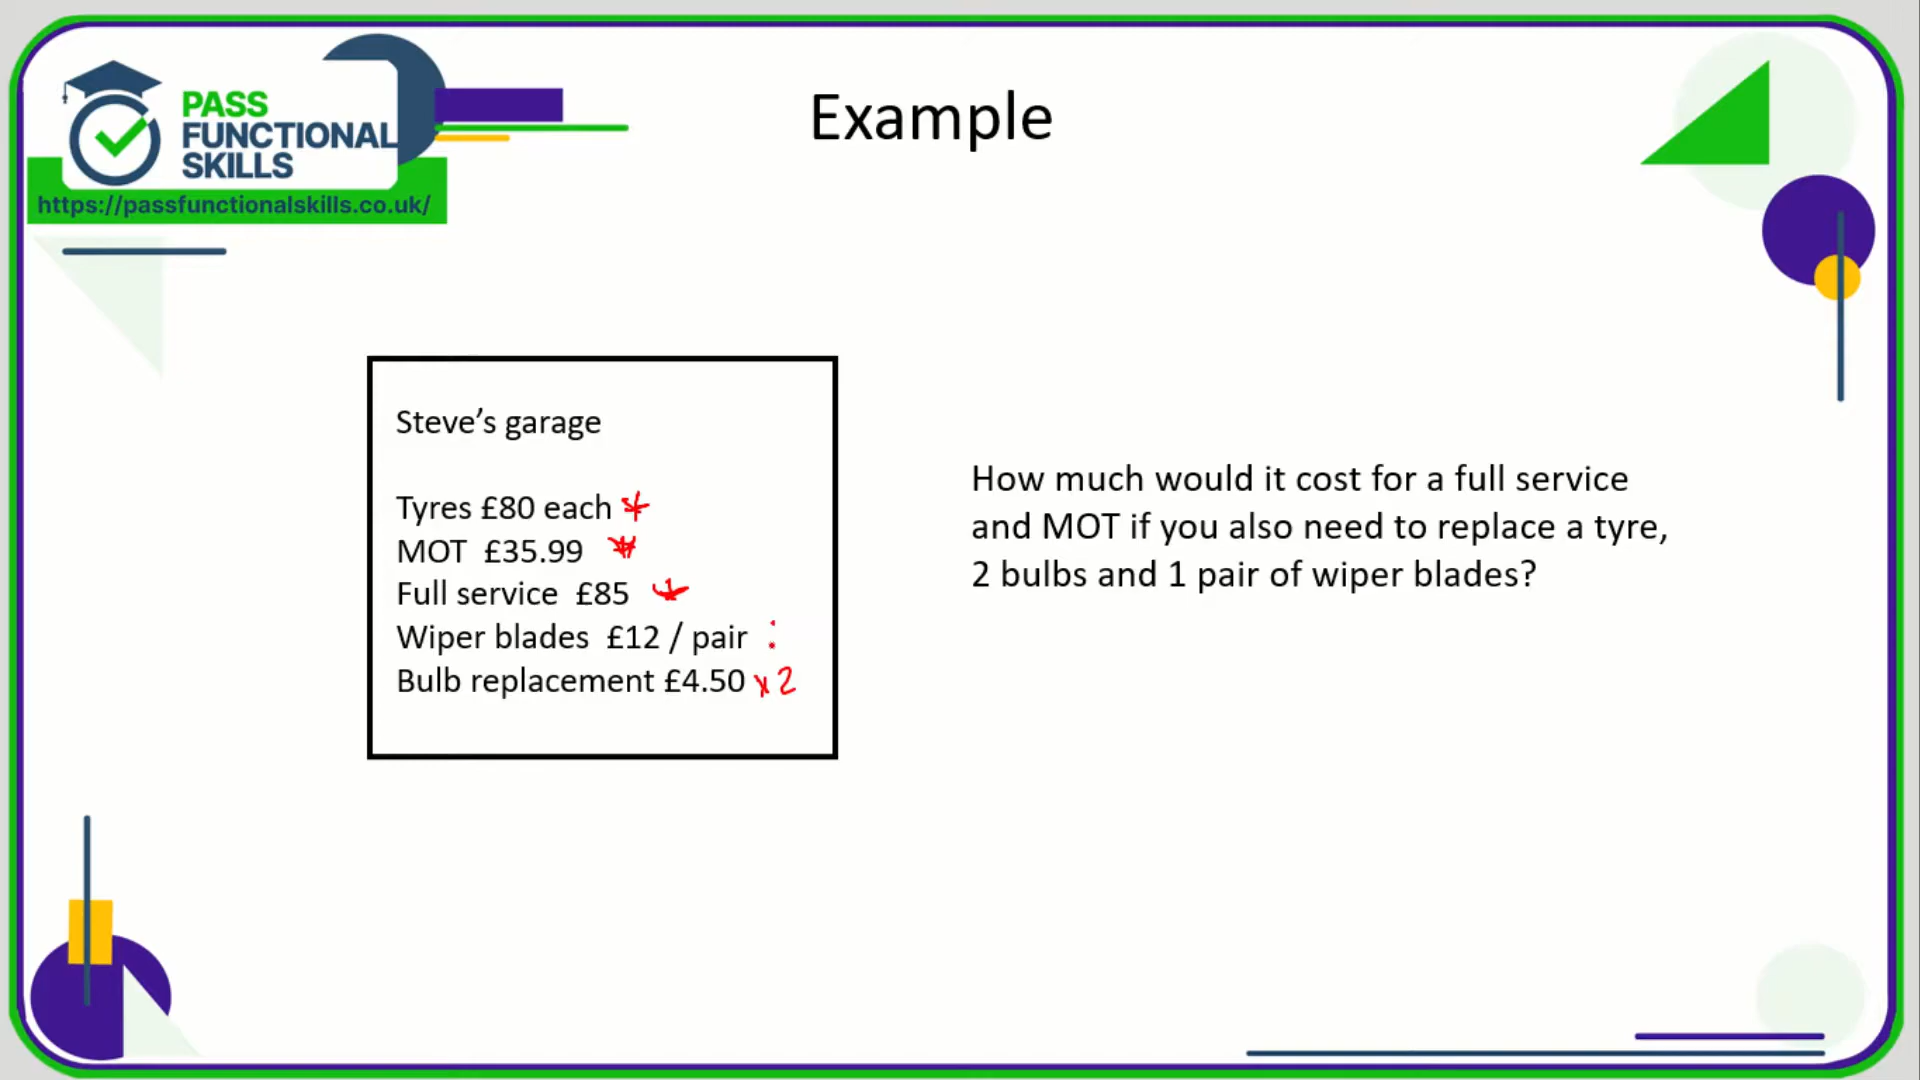 PASS
FUNCTIONAL
SKILLS
https://passfunctionalskills.co.uk/
Example
Steve’s garage
Tyres £80 each *
MOT £35.99 *
Full service £85
Wiper blades £12 / pair :
Bulb replacement £4.50 x2
How much would it cost for a full service
and MOT if you also need to replace a tyre,
2 bulbs and 1 pair of wiper blades?